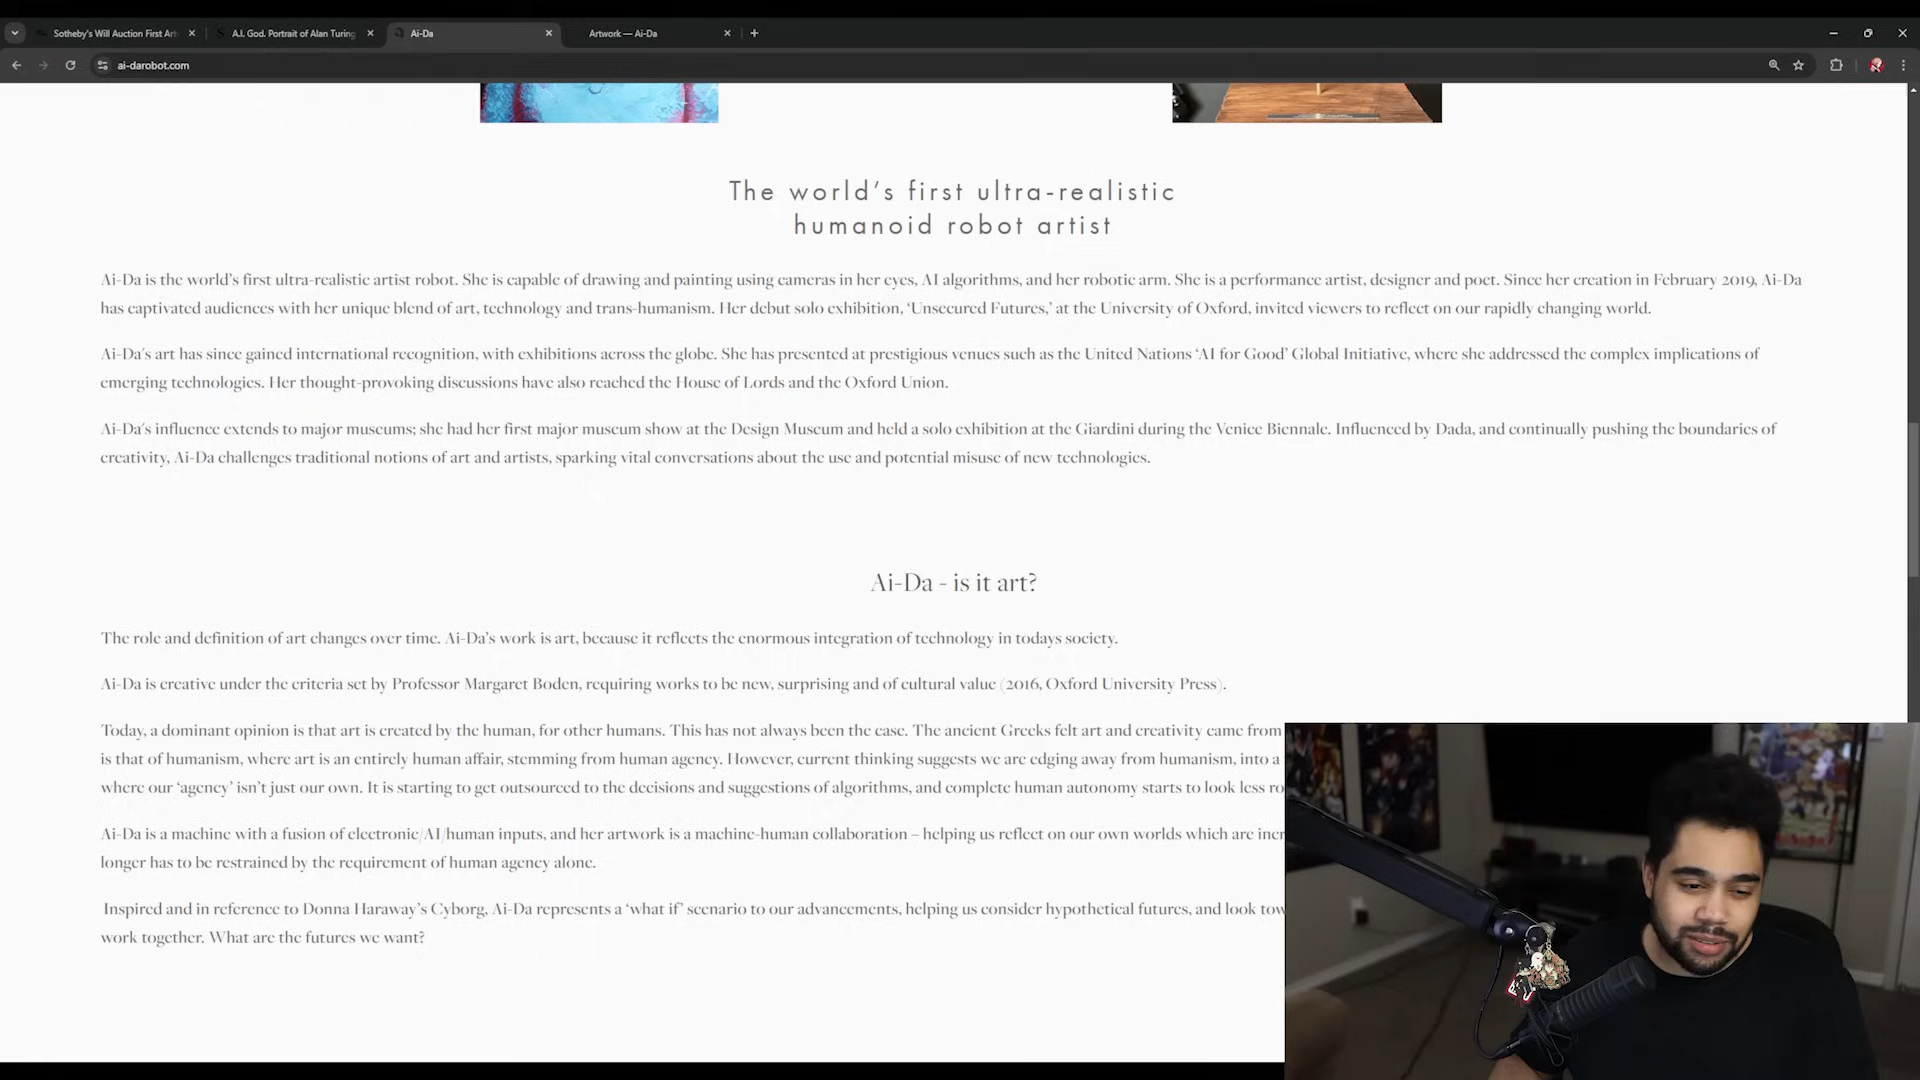 Sotheby's Will Auction First Art
A.I. God. Portrait of Alan Turing
Ai-Da
Artwork — Ai-Da
ai-darobot.com
The world's first ultra-realistic
humanoid robot artist
Ai-Da is the world's first ultra-realistic artist robot. She is capable of drawing and painting using cameras in her eyes, AI algorithms, and her robotic arm. She is a performance artist, designer and poet. Since her creation in February 2019, Ai-Da
has captivated audiences with her unique blend of art, technology and trans-humanism. Her debut solo exhibition, 'Unsecured Futures,' at the University of Oxford, invited viewers to reflect on our rapidly changing world.
Ai-Da's art has since gained international recognition, with exhibitions across the globe. She has presented at prestigious venues such as the United Nations 'AI for Good' Global Initiative, where she addressed the complex implications of
emerging technologies. Her thought-provoking discussions have also reached the House of Lords and the Oxford Union.
Ai-Da's influence extends to major museums; she had her first major museum show at the Design Museum and held a solo exhibition at the Giardini during the Venice Biennale. Influenced by Dada, and continually pushing the boundaries of
creativity, Ai-Da challenges traditional notions of art and artists, sparking vital conversations about the use and potential misuse of new technologies.
Ai-Da - is it art?
The role and definition of art changes over time. Ai-Da's work is art, because it reflects the enormous integration of technology in todays society.
Ai-Da is creative under the criteria set by Professor Margaret Boden, requiring works to be new, surprising and of cultural value (2016, Oxford University Press).
Today, a dominant opinion is that art is created by the human, for other humans. This has not always been the case. The ancient Greeks felt art and creativity came from
is that of humanism, where art is an entirely human affair, stemming from human agency. However, current thinking suggests we are edging away from humanism, into a
where our 'agency' isn't just our own. It is starting to get outsourced to the decisions and suggestions of algorithms, and complete human autonomy starts to look less ro
Ai-Da is a machine with a fusion of electronic/AI/human inputs, and her artwork is a machine-human collaboration – helping us reflect on our own worlds which are incr
longer has to be restrained by the requirement of human agency alone.
Inspired and in reference to Donna Haraway's Cyborg, Ai-Da represents a 'what if' scenario to our advancements, helping us consider hypothetical futures, and look tow
work together. What are the futures we want?